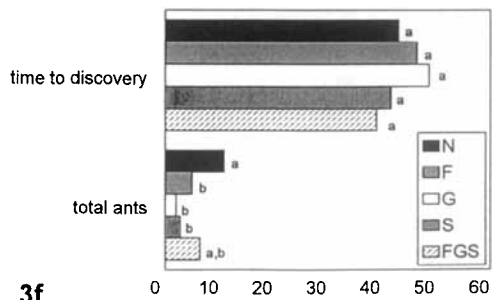 a
a
time to discovery a
a
a
N
a F
b G
total ants b S
b FGS
a,b
3f 0 10 20 30 40 50 60